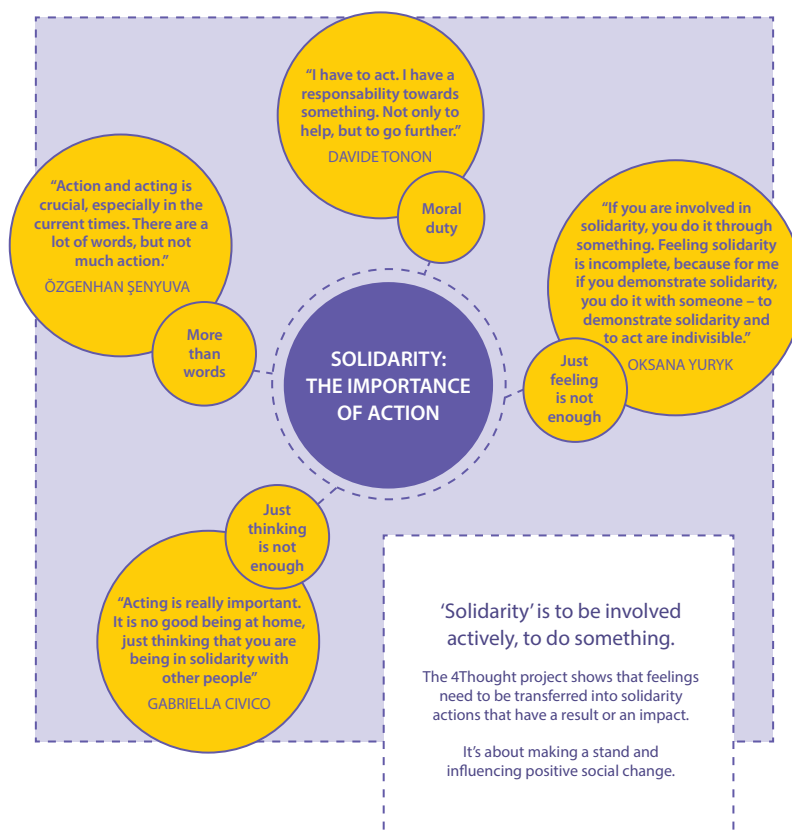 “I have to act. I have a
responsability towards
something. Not only to
help, but to go further.”
DAVIDE TONON
Moral
duty
“Action and acting is
crucial, especially in the
current times. There are a
lot of words, but not
much action.”
ÖZGENHAN ŞENYUVA
More
than
words
“If you are involved in
solidarity, you do it through
something. Feeling solidarity
is incomplete, because for me
if you demonstrate solidarity,
you do it with someone – to
demonstrate solidarity and
to act are indivisible.”
OKSANA YURYK
Just
feeling
is not
enough
SOLIDARITY:
THE IMPORTANCE
OF ACTION
Just
thinking
is not
enough
“Acting is really important.
It is no good being at home,
just thinking that you are
being in solidarity with
other people”
GABRIELLA CIVICO
‘Solidarity’ is to be involved
actively, to do something.
The 4Thought project shows that feelings
need to be transferred into solidarity
actions that have a result or an impact.
It’s about making a stand and
influencing positive social change.